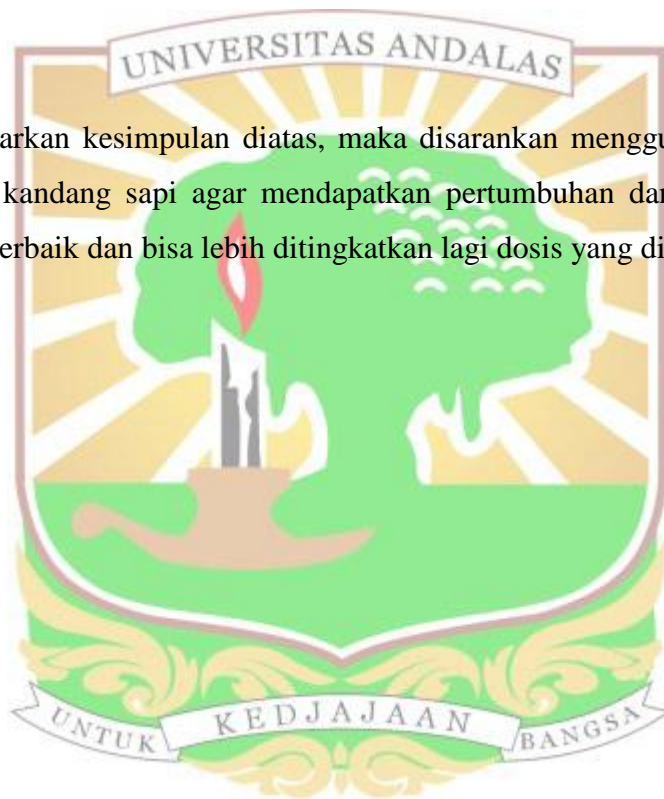 UNIVERSITAS ANDALAS
arkan kesimpulan diatas, maka disarankan menggu
kandang sapi agar mendapatkan pertumbuhan dar
erbaik dan bisa lebih ditingkatkan lagi dosis yang di
UNTUK KEDJAJAAN BANGSA